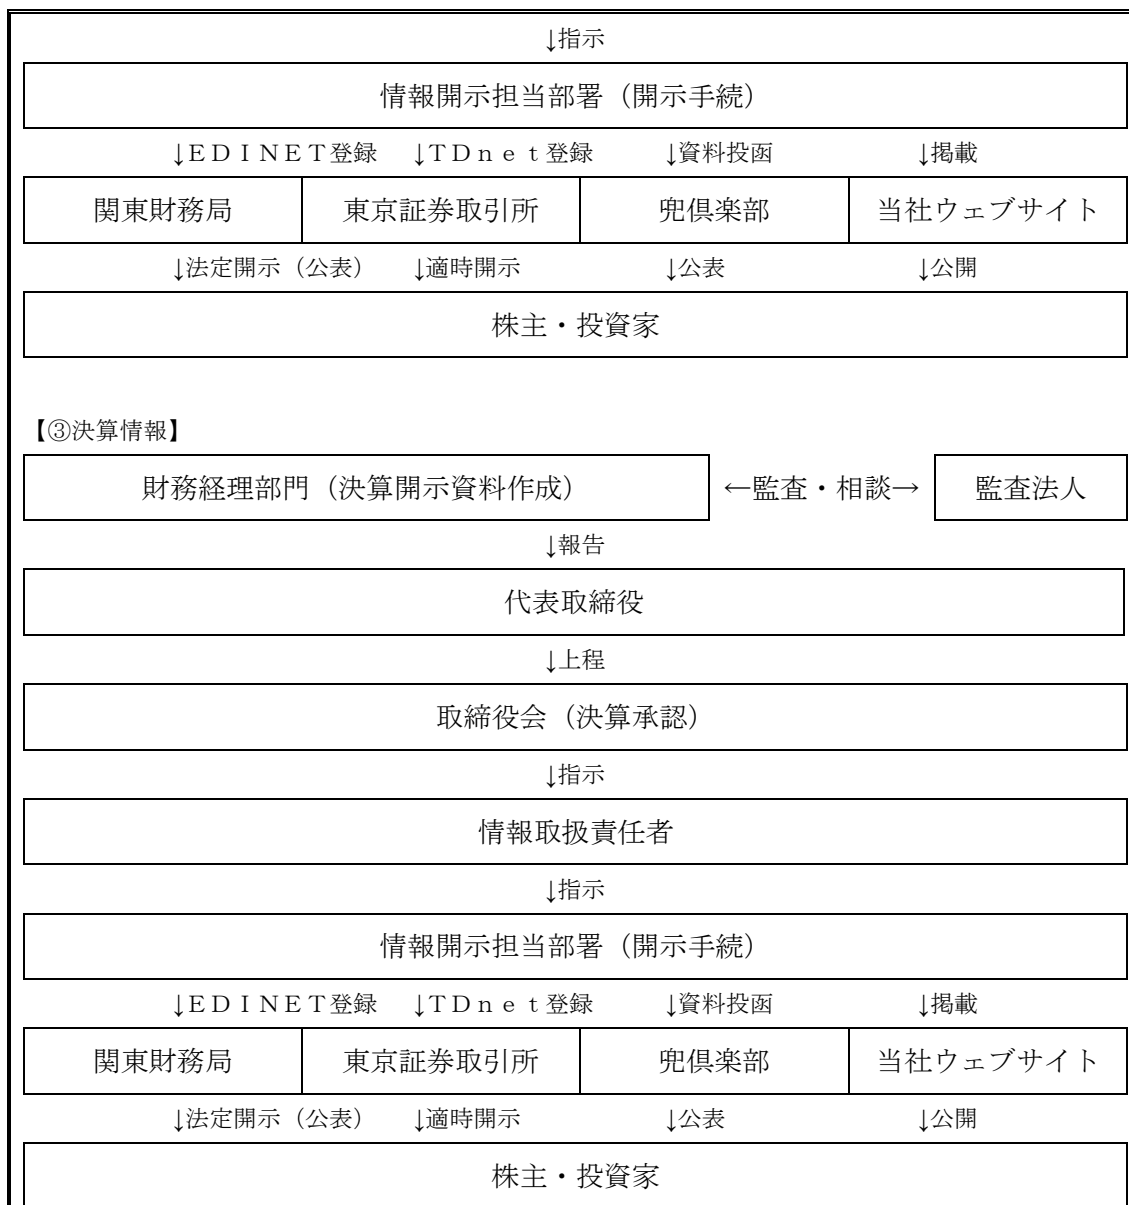 ↓指示
情報開示担当部署（開示手続）
↓ＥＤＩＮＥＴ登録 ↓ＴＤｎｅｔ登録 ↓資料投函 ↓掲載
関東財務局 東京証券取引所 兜倶楽部 当社ウェブサイト
↓法定開示（公表） ↓適時開示 ↓公表 ↓公開
株主・投資家
【③決算情報】
財務経理部門（決算開示資料作成） ←監査・相談→ 監査法人
↓報告
代表取締役
↓上程
取締役会（決算承認）
↓指示
情報取扱責任者
↓指示
情報開示担当部署（開示手続）
↓ＥＤＩＮＥＴ登録 ↓ＴＤｎｅｔ登録 ↓資料投函 ↓掲載
関東財務局 東京証券取引所 兜倶楽部 当社ウェブサイト
↓法定開示（公表） ↓適時開示 ↓公表 ↓公開
株主・投資家